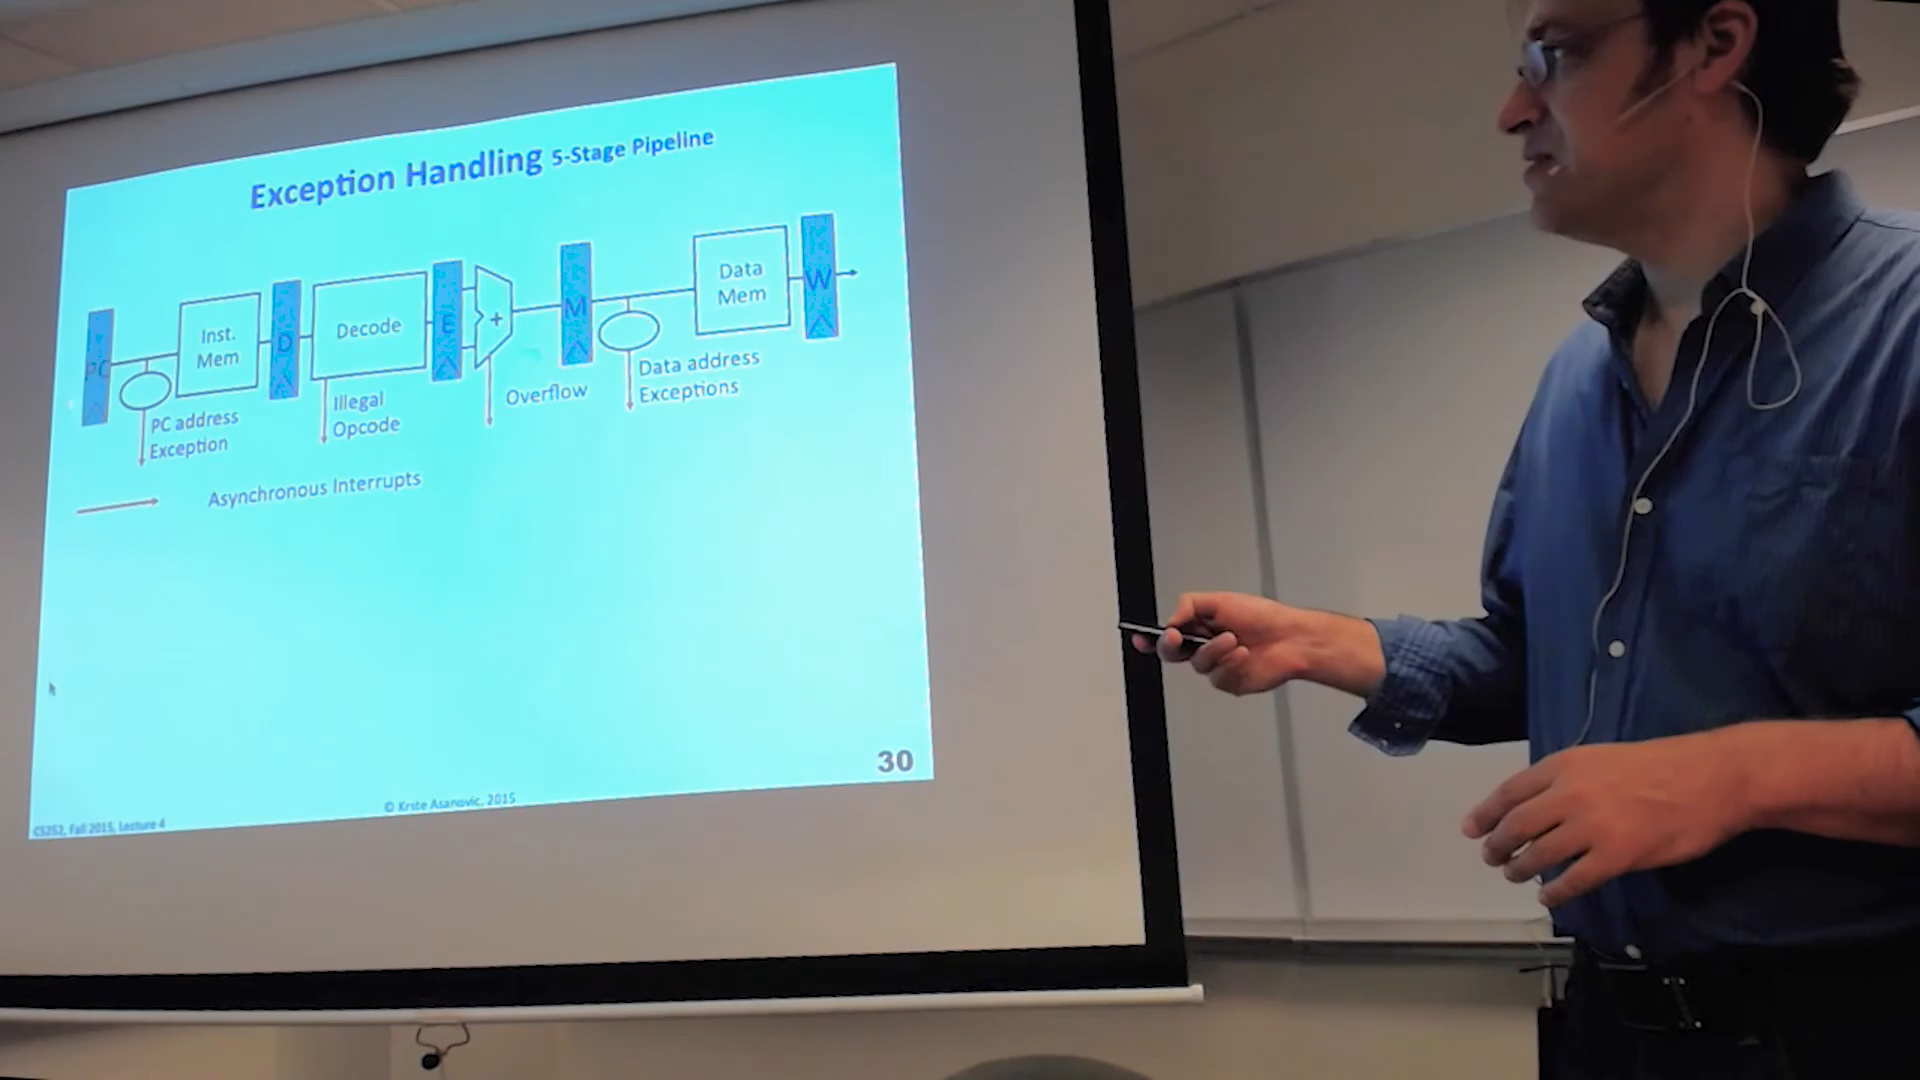 Exception Handling 5-Stage Pipeline
PC
Inst.
Mem
D
Decode
E
+
M
Data
Mem
W
PC address
Exception
Illegal
Opcode
Overflow
Data address
Exceptions
Asynchronous Interrupts
30
© Krste Asanovic, 2015
CS252, Fall 2015, Lecture 4